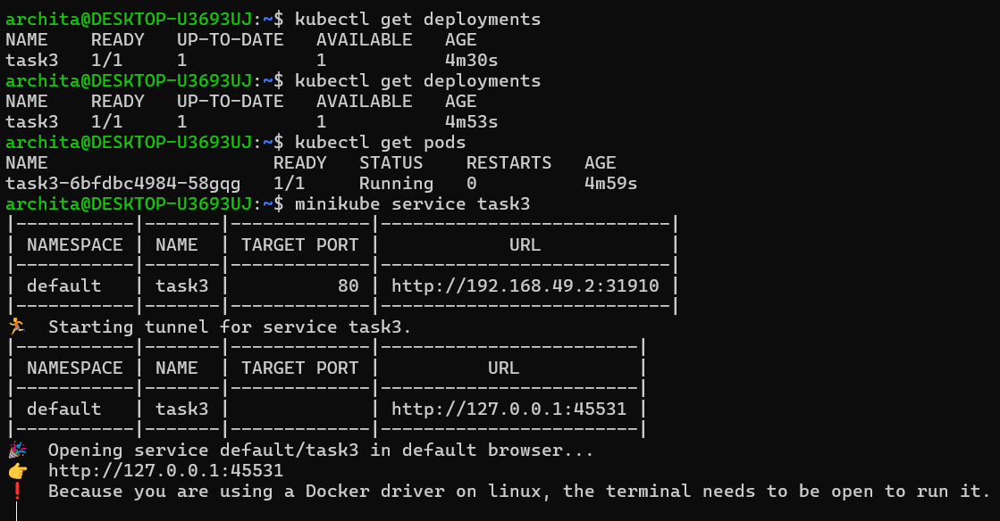 archita@DESKTOP-U3693UJ:~$ kubectl get deployments
NAME    READY   UP-TO-DATE   AVAILABLE   AGE
task3   1/1     1            1           4m30s
archita@DESKTOP-U3693UJ:~$ kubectl get deployments
NAME    READY   UP-TO-DATE   AVAILABLE   AGE
task3   1/1     1            1           4m53s
archita@DESKTOP-U3693UJ:~$ kubectl get pods
NAME                     READY   STATUS    RESTARTS   AGE
task3-6bfdbc4984-58gqg   1/1     Running   0          4m59s
archita@DESKTOP-U3693UJ:~$ minikube service task3
|-----------|-------|-------------|---------------------------|
| NAMESPACE | NAME  | TARGET PORT |            URL            |
|-----------|-------|-------------|---------------------------|
| default   | task3 |          80 | http://192.168.49.2:31910 |
|-----------|-------|-------------|---------------------------|
🏃  Starting tunnel for service task3.
|-----------|-------|-------------|------------------------|
| NAMESPACE | NAME  | TARGET PORT |          URL           |
|-----------|-------|-------------|------------------------|
| default   | task3 |             | http://127.0.0.1:45531 |
|-----------|-------|-------------|------------------------|
🎉  Opening service default/task3 in default browser...
👉  http://127.0.0.1:45531
❗  Because you are using a Docker driver on linux, the terminal needs to be open to run it.